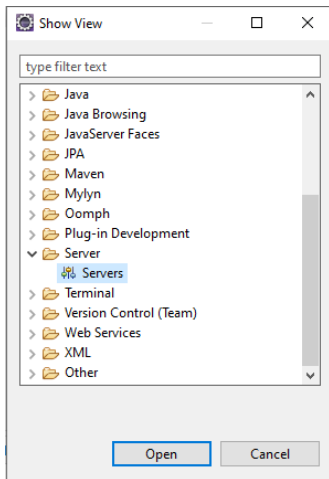 Show View
type filter text
Java
Java Browsing
JavaServer Faces
JPA
Maven
Mylyn
Oomph
Plug-in Development
Server
Servers
Terminal
Version Control (Team)
Web Services
XML
Other
Open Cancel